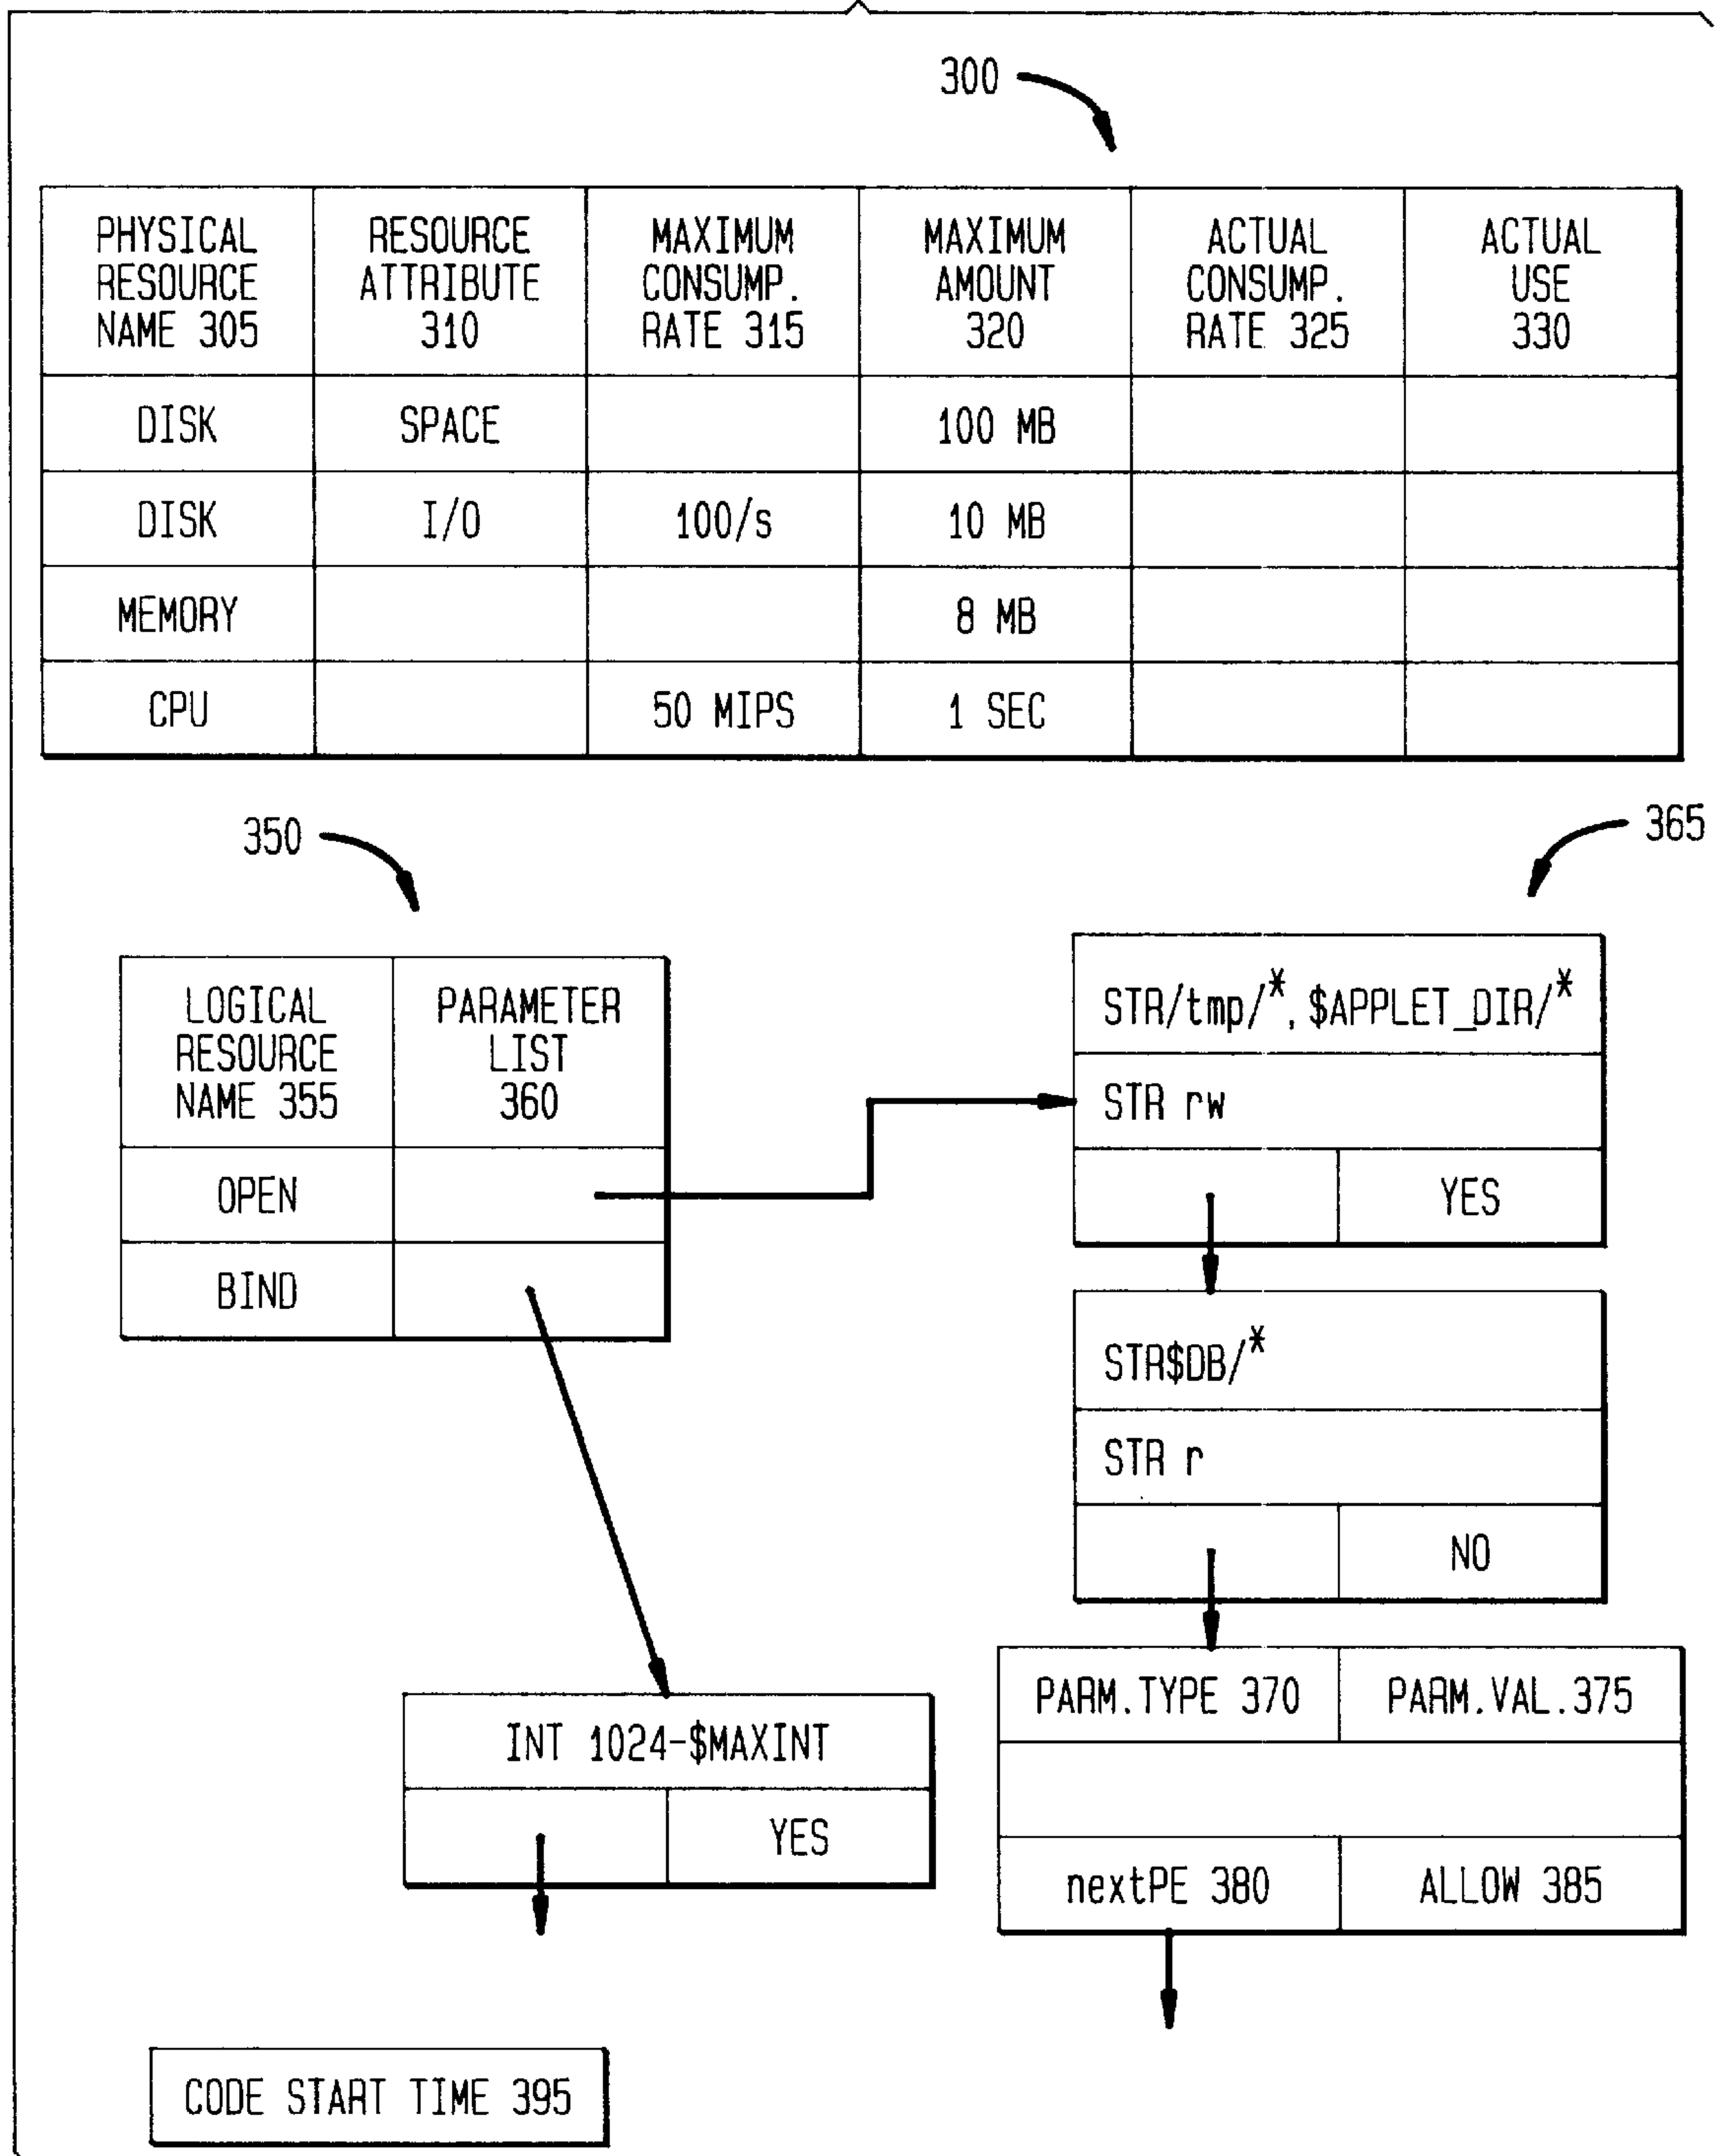 300
PHYSICAL RESOURCE NAME 305 RESOURCE ATTRIBUTE 310 MAXIMUM CONSUMP. RATE 315 MAXIMUM AMOUNT 320 ACTUAL CONSUMP. RATE 325 ACTUAL USE 330
DISK SPACE 100 MB
DISK I/O 100/s 10 MB
MEMORY 8 MB
CPU 50 MIPS 1 SEC
350
LOGICAL RESOURCE NAME 355 PARAMETER LIST 360
OPEN
BIND
365
STR/tmp/*, $APPLET_DIR/*
STR rw
YES
STR$DB/*
STR r
NO
PARM.TYPE 370 PARM.VAL.375
nextPE 380 ALLOW 385
INT 1024-$MAXINT
YES
CODE START TIME 395